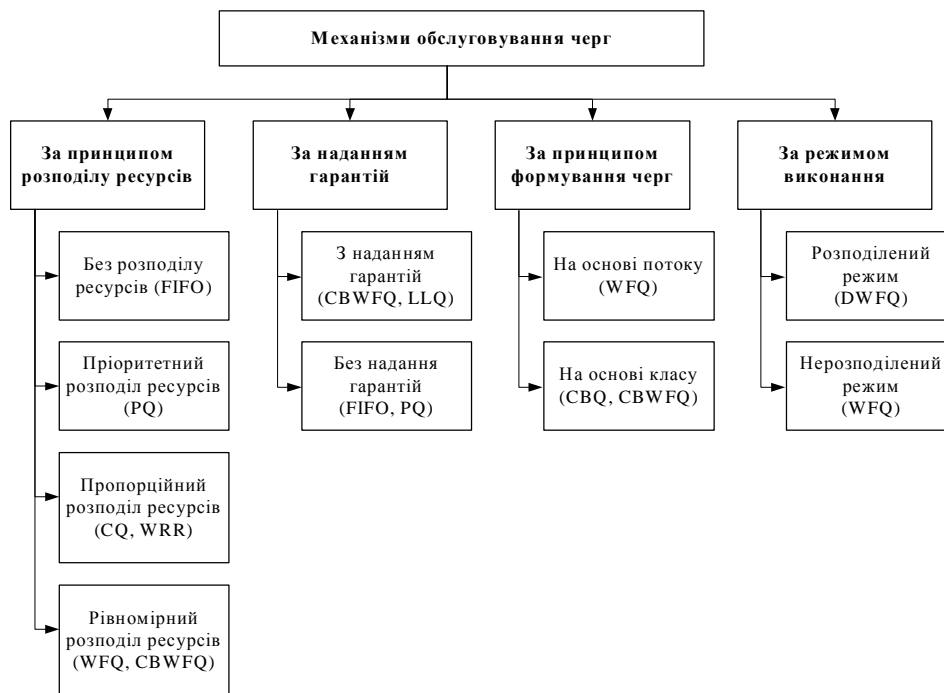 Механізми обслуговування черг
За принципом
розподілу ресурсів
За наданням
гарантій
За принципом
формування черг
За режимом
виконання
Без розподілу
ресурсів (FIFO)
Пріоритетний
розподіл ресурсів
(PQ)
Пропорційний
розподіл ресурсів
(CQ, WRR)
Рівномірний
розподіл ресурсів
(WFQ, CBWFQ)
З наданням
гарантій
(CBWFQ, LLQ)
Без надання
гарантій
(FIFO, PQ)
На основі потоку
(WFQ)
На основі класу
(CBQ, CBWFQ)
Розподілений
режим
(DWFQ)
Нерозподілений
режим
(WFQ)